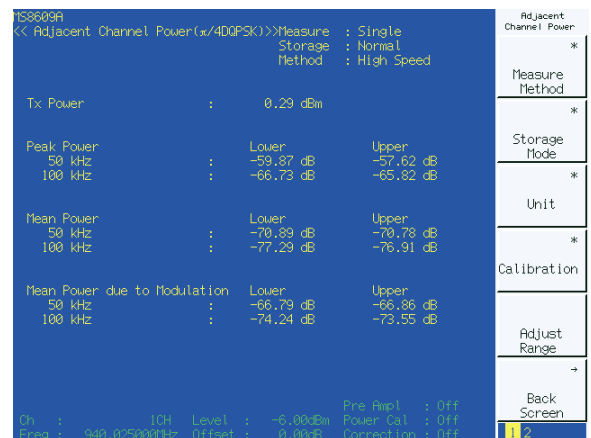 MS8609A
<< Adjacent Channel Power(π/4DQPSK)>>Measure : Single
Storage : Normal
Method : High Speed
Tx Power : 0.29 dBm
Peak Power Lower Upper
50 kHz : -59.87 dB -57.62 dB
100 kHz : -66.73 dB -65.82 dB
Mean Power Lower Upper
50 kHz : -70.89 dB -70.78 dB
100 kHz : -77.29 dB -76.91 dB
Mean Power due to Modulation Lower Upper
50 kHz : -66.79 dB -66.86 dB
100 kHz : -74.24 dB -73.55 dB
Pre Ampl : Off
Ch : 1CH Level : -6.00dBm Power Cal : Off
Freq : 940.025000MHz Offset : 0.00dB Correction : Off
Adjacent
Channel Power
*
Measure
Method
*
Storage
Mode
*
Unit
*
Calibration
Adjust
Range
→
Back
Screen
1 2